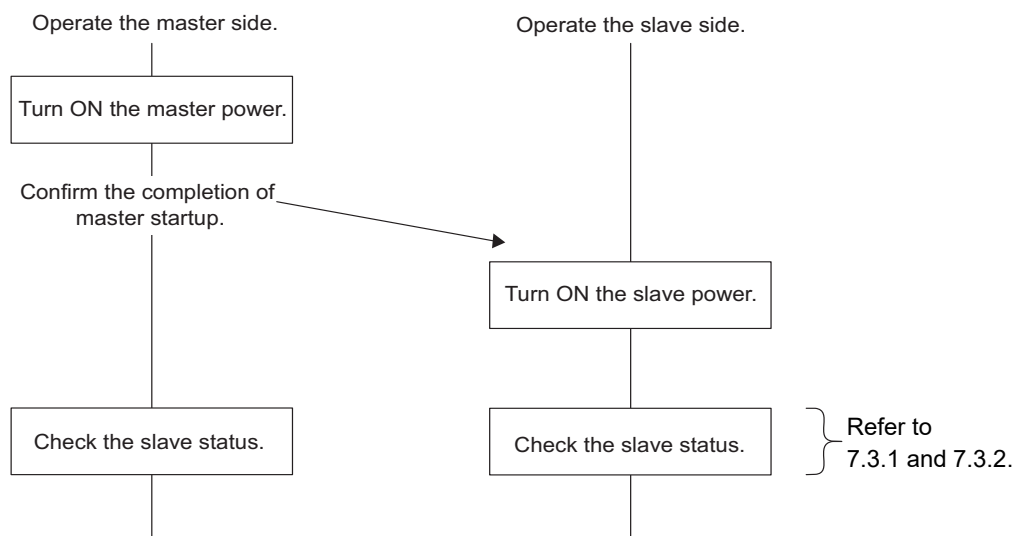 Operate the master side.
Operate the slave side.
Turn ON the master power.
Confirm the completion of
master startup.
Turn ON the slave power.
Check the slave status.
Check the slave status.
Refer to
7.3.1 and 7.3.2.